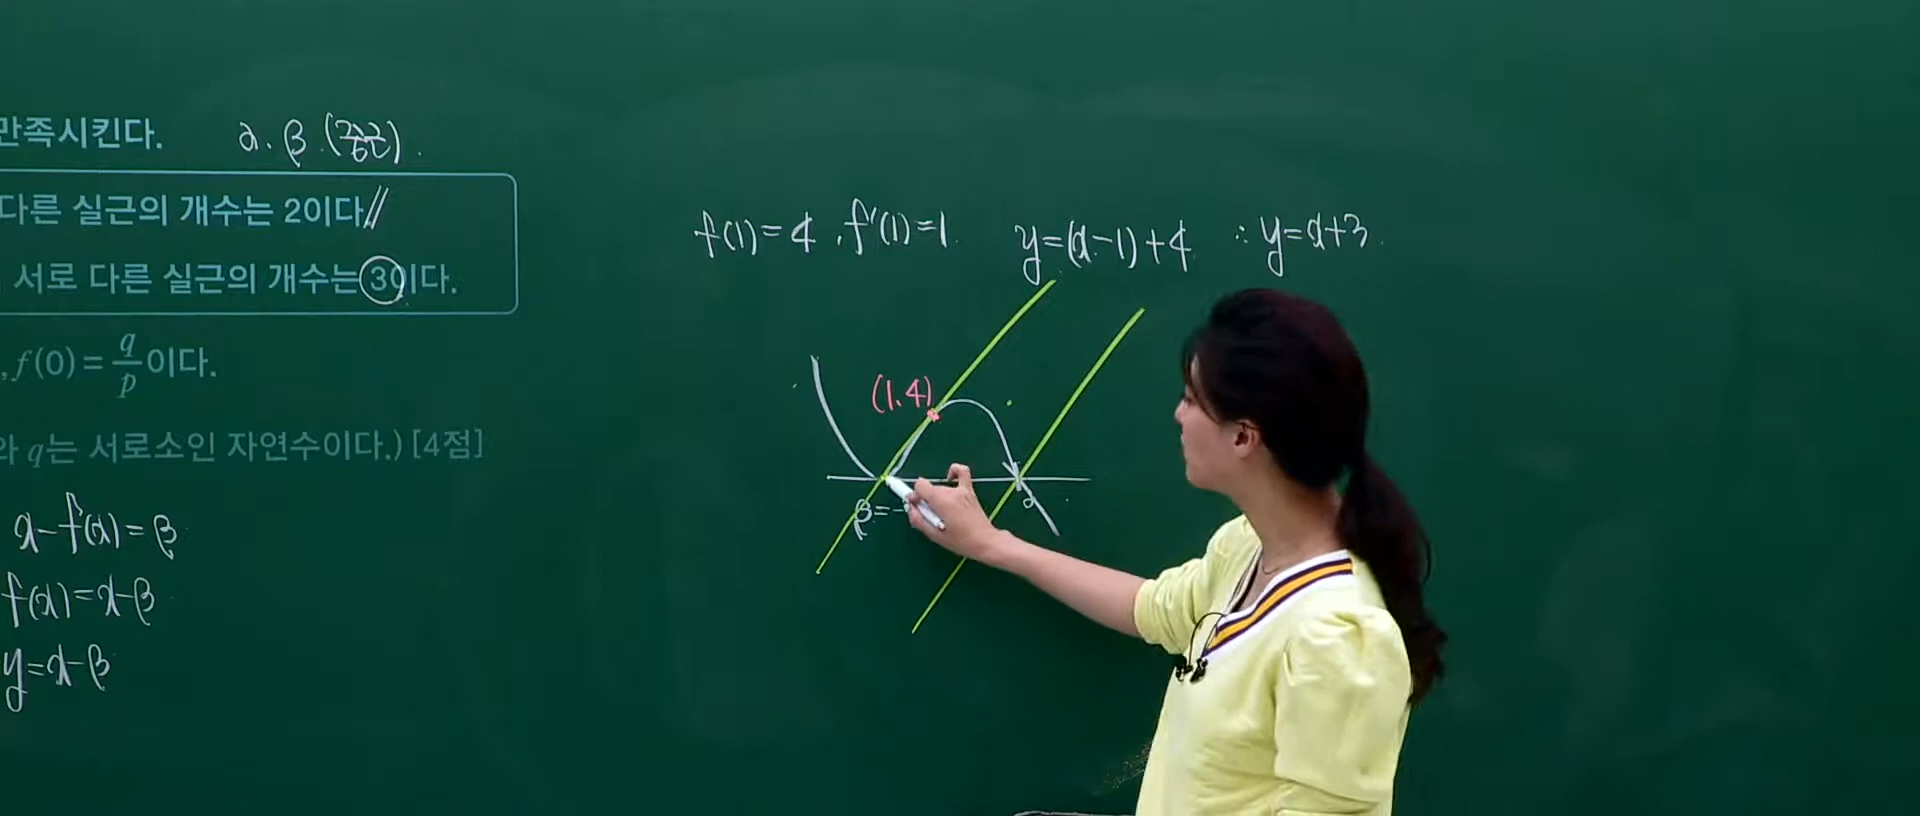 만족시킨다. α. β (중근).
다른 실근의 개수는 2이다.//
서로 다른 실근의 개수는 3이다.
, f(0) = q/p 이다.
와 q는 서로소인 자연수이다.) [4점]
x-f(x)=β
f(x)=x-β
y=x-β
f(1)=4, f'(1)=1. y=(x-1)+4 ∴ y=x+3.
(1.4)
β=-
α